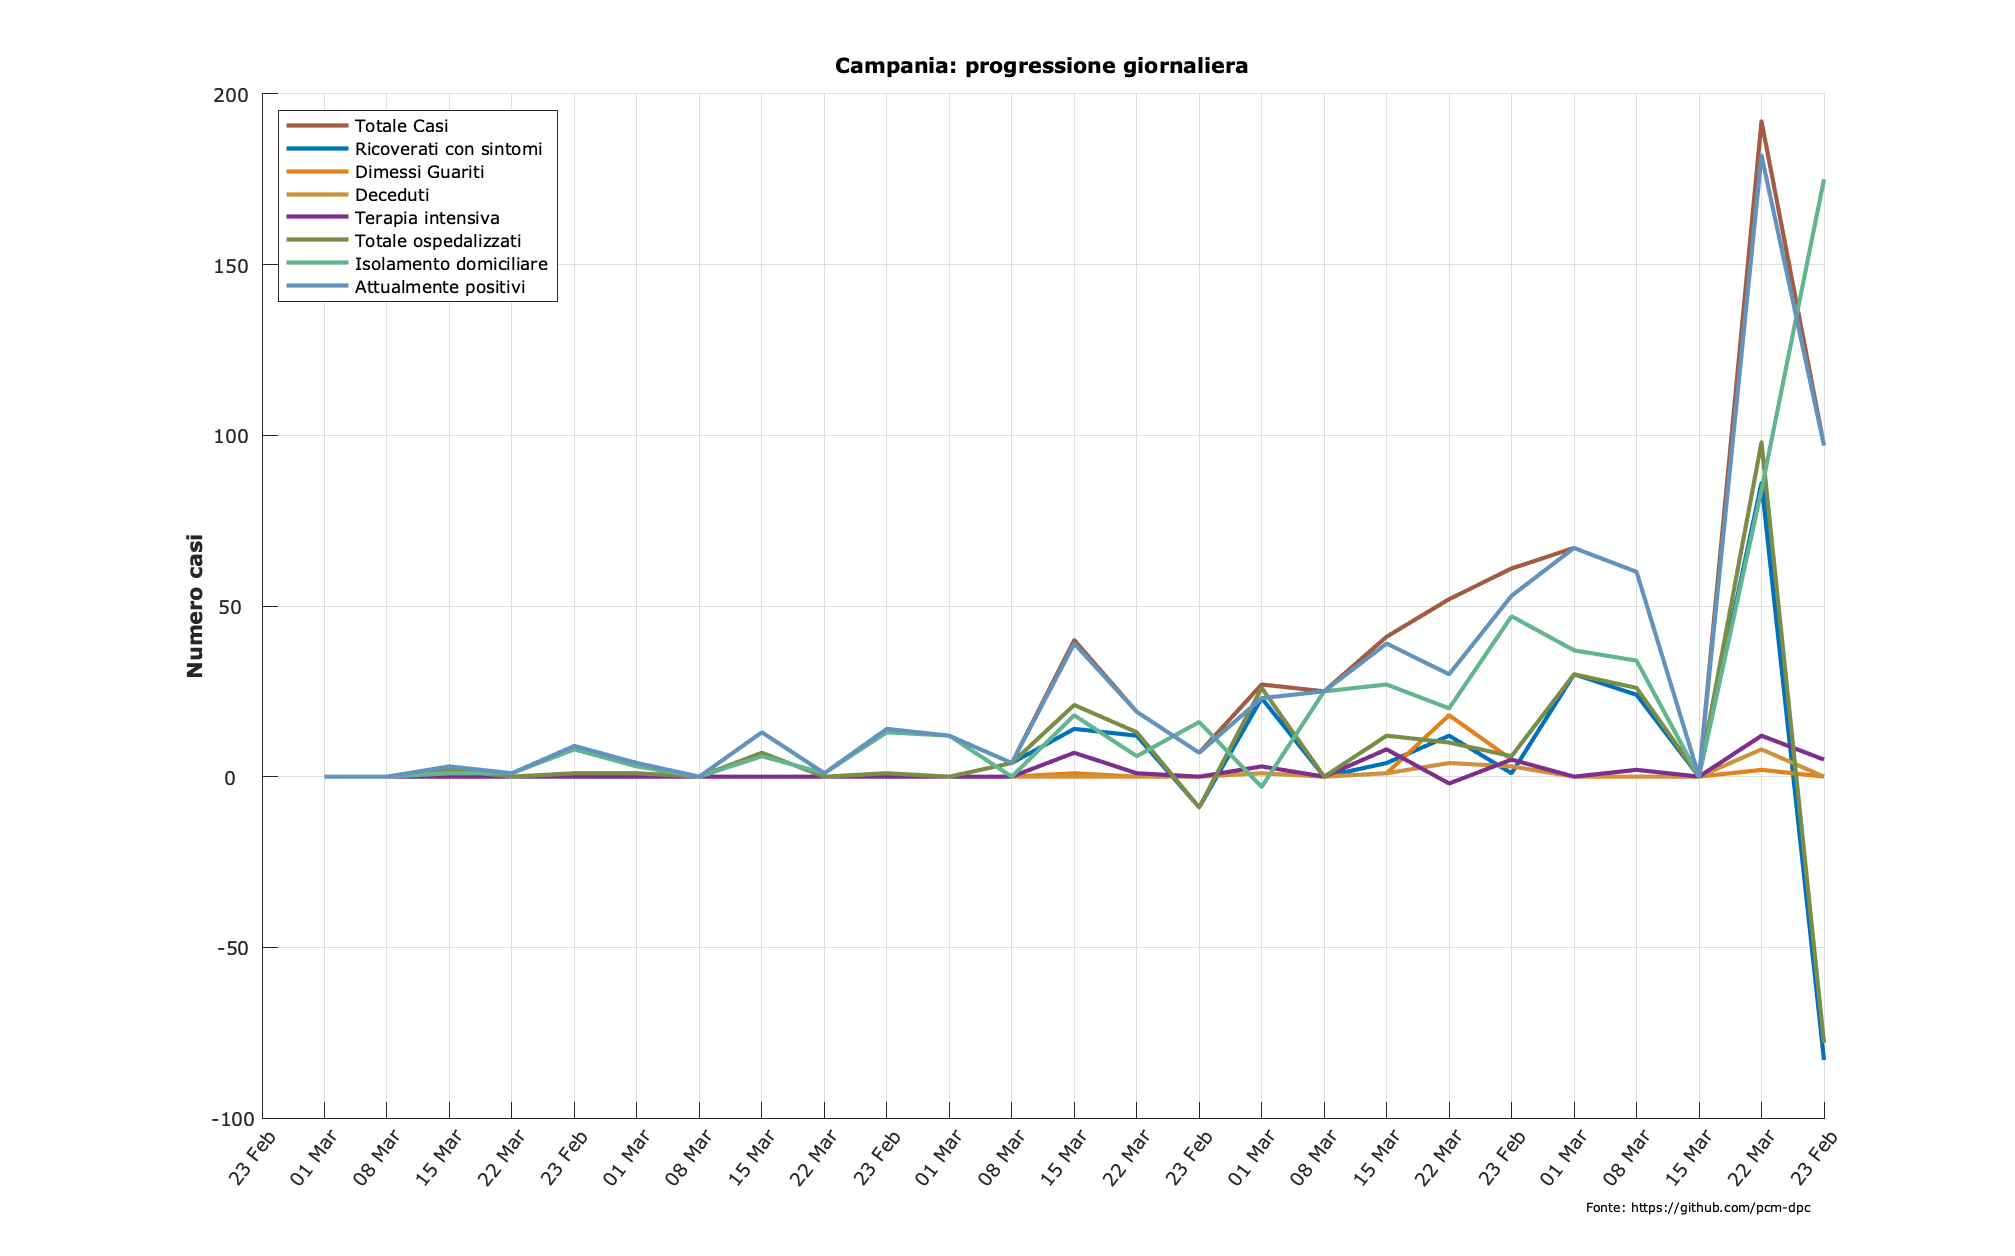 Campania: progressione giornaliera
200
150
100
50
0
-50
-100
Numero casi
Totale Casi
Ricoverati con sintomi
Dimessi Guariti
Deceduti
Terapia intensiva
Totale ospedalizzati
Isolamento domiciliare
Attualmente positivi
23 Feb
01 Mar
08 Mar
15 Mar
22 Mar
23 Feb
01 Mar
08 Mar
15 Mar
22 Mar
23 Feb
01 Mar
08 Mar
15 Mar
22 Mar
23 Feb
01 Mar
08 Mar
15 Mar
22 Mar
23 Feb
01 Mar
08 Mar
15 Mar
22 Mar
23 Feb
Fonte: https://github.com/pcm-dpc